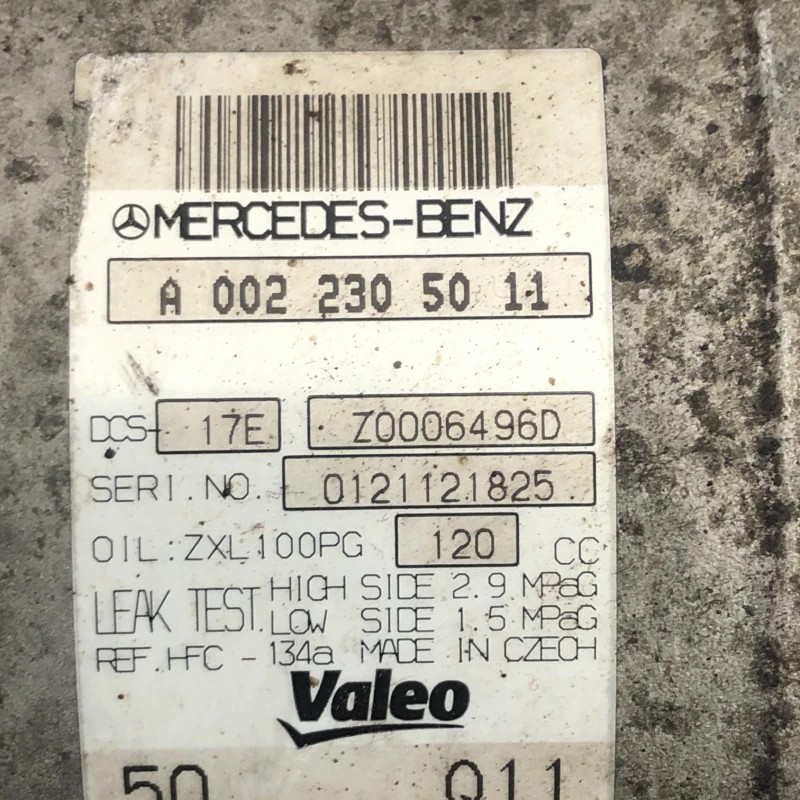 MERCEDES-BENZ
A 002 230 50 11
DCS- 17E Z0006496D
SERI.NO. 0121121825
OIL:ZXL100PG 120 CC
LEAK TEST. HIGH SIDE 2.9 MPaG
LOW SIDE 1.5 MPaG
REF.HFC-134a MADE IN CZECH
Valeo
50 Q11